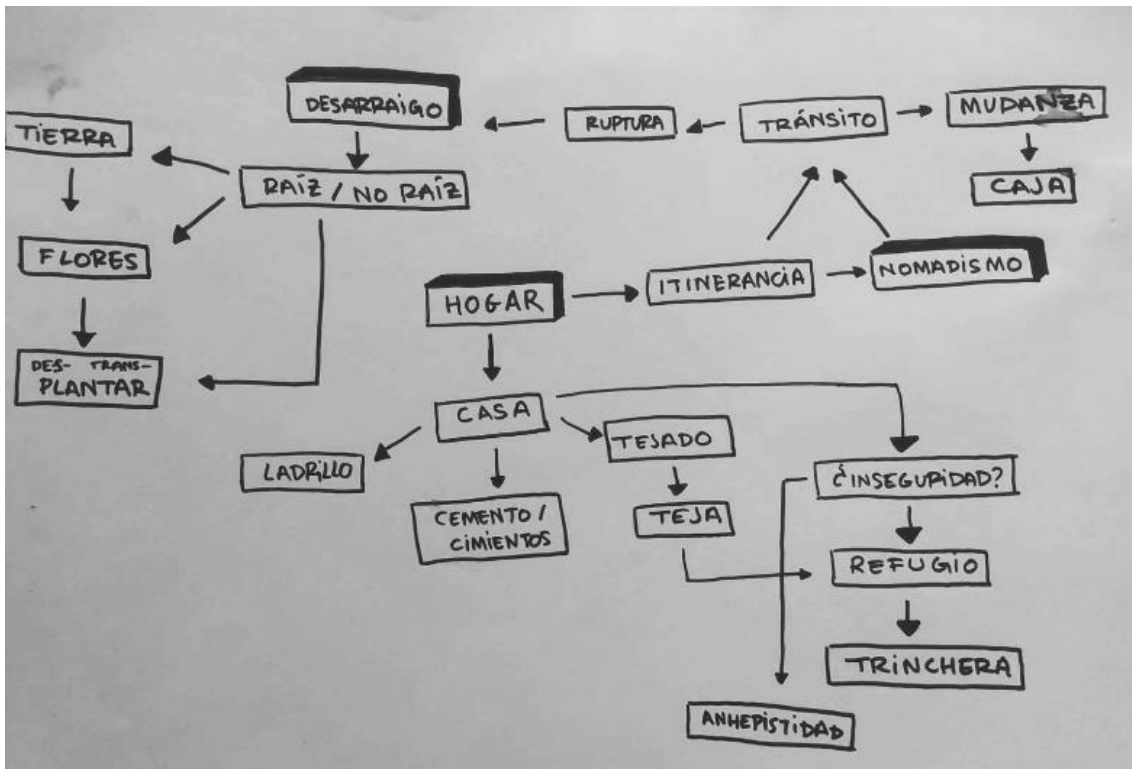 DESARRAIGO
RUPTURA
TRÁNSITO
MUDANZA
TIERRA
RAÍZ / NO RAÍZ
CAJA
FLORES
HOGAR
ITINERANCIA
NOMADISMO
DES- TRANS-
PLANTAR
CASA
TEJADO
LADRILLO
¿INSEGURIDAD?
CEMENTO /
CIMIENTOS
TEJA
REFUGIO
TRINCHERA
ANHEPISTIDAD